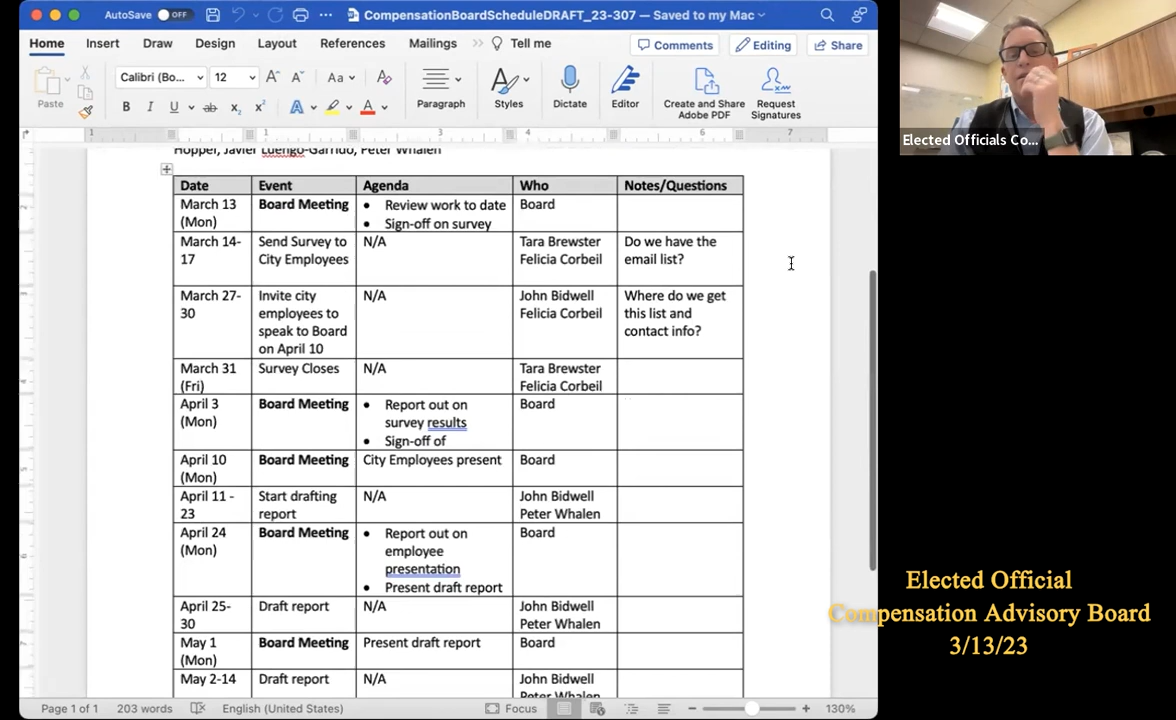 AutoSave OFF CompensationBoardScheduleDRAFT_23-307 — Saved to my Mac
Home Insert Draw Design Layout References Mailings Tell me Comments Editing Share
Paste Calibri (Bo... 12 Paragraph Styles Dictate Editor Create and Share Adobe PDF Request Signatures
Elected Officials Co...
1 1 3 4 6 7
Hopper, Javier Luengo-Garrido, Peter Whalen
Date Event Agenda Who Notes/Questions
March 13 Board Meeting • Review work to date Board
(Mon) • Sign-off on survey
March 14- Send Survey to N/A Tara Brewster Do we have the
17 City Employees Felicia Corbeil email list?
March 27- Invite city N/A John Bidwell Where do we get
30 employees to Felicia Corbeil this list and
speak to Board contact info?
on April 10
March 31 Survey Closes N/A Tara Brewster
(Fri) Felicia Corbeil
April 3 Board Meeting • Report out on Board
(Mon) survey results
• Sign-off of
April 10 Board Meeting City Employees present Board
(Mon)
April 11 - Start drafting N/A John Bidwell
23 report Peter Whalen
April 24 Board Meeting • Report out on Board
(Mon) employee
presentation
• Present draft report
April 25- Draft report N/A John Bidwell
30 Peter Whalen
May 1 Board Meeting Present draft report Board
(Mon)
May 2-14 Draft report N/A John Bidwell
Peter Whalen
Page 1 of 1 203 words English (United States) Focus 130%
Elected Official
Compensation Advisory Board
3/13/23